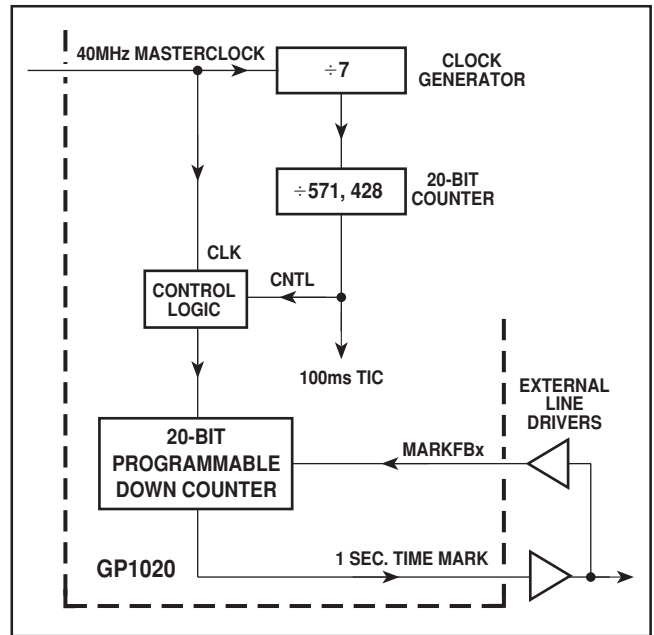 40MHz MASTERCLOCK
÷7
CLOCK
GENERATOR
÷571, 428
20-BIT
COUNTER
CLK
CNTL
CONTROL
LOGIC
100ms TIC
EXTERNAL
LINE
DRIVERS
20-BIT
PROGRAMMABLE
DOWN COUNTER
MARKFBx
1 SEC. TIME MARK
GP1020